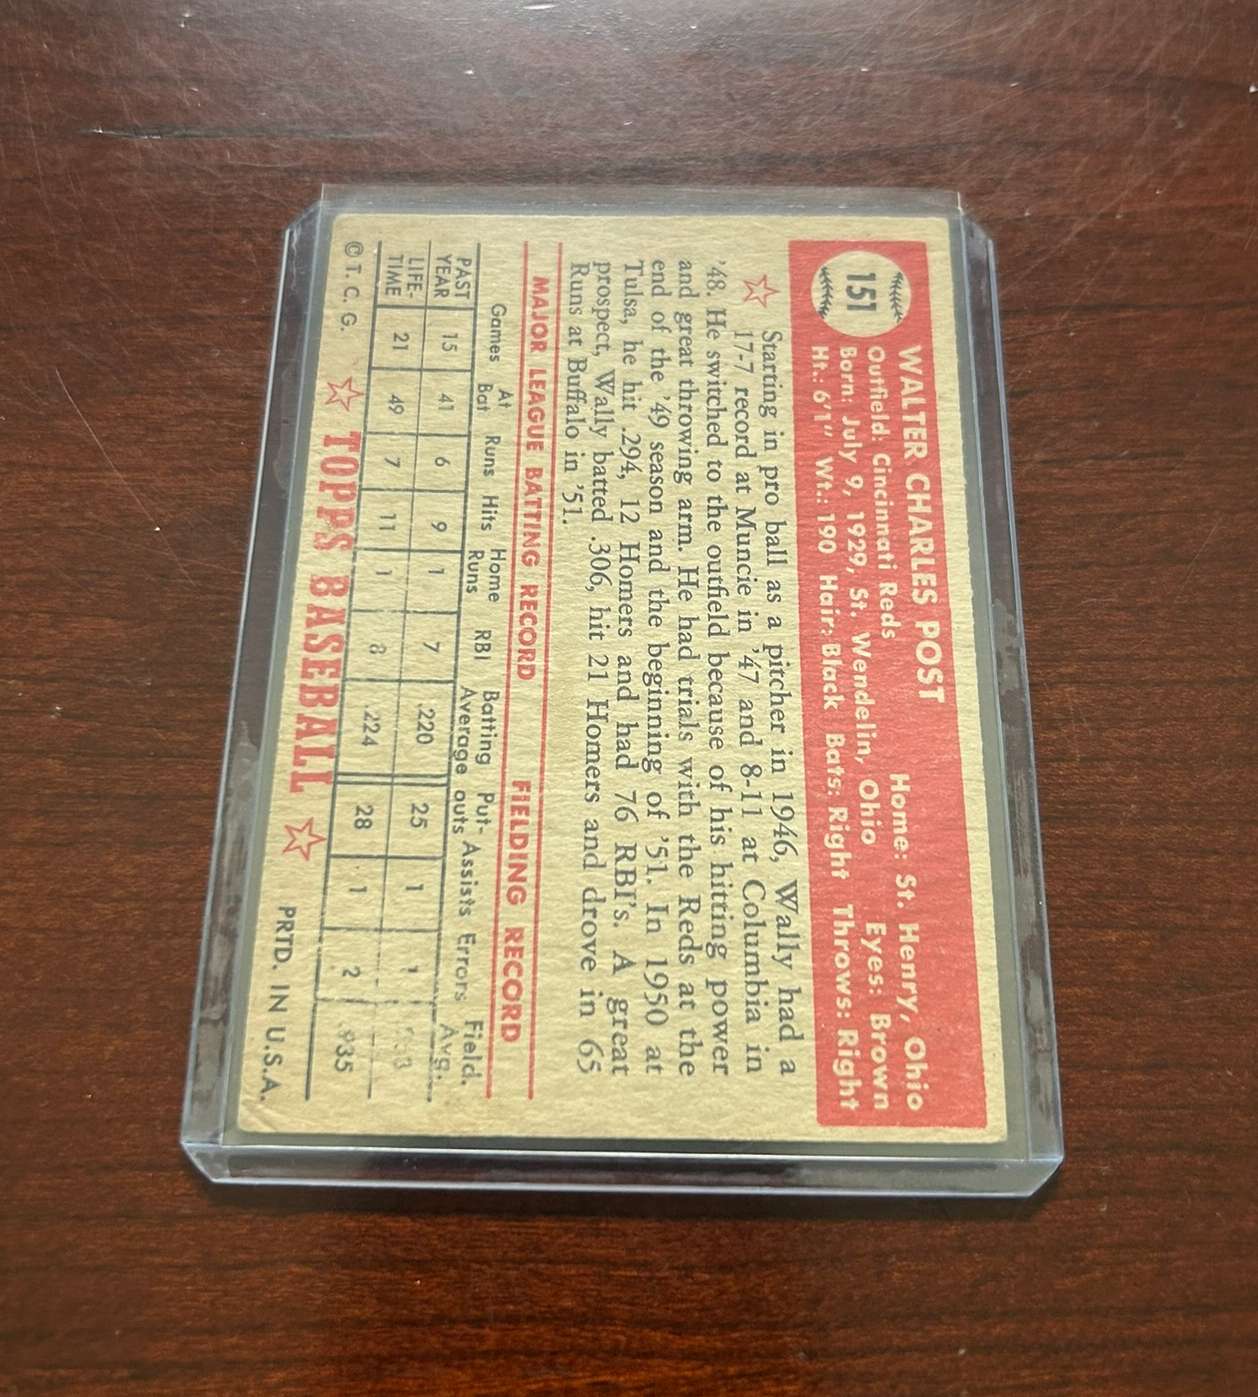 151
WALTER CHARLES POST
Outfield: Cincinnati Reds Home: St. Henry, Ohio
Born: July 9, 1929, St. Wendelin, Ohio Eyes: Brown
Ht.: 6'1" Wt.: 190 Hair: Black Bats: Right Throws: Right
Starting in pro ball as a pitcher in 1946, Wally had a
17-7 record at Muncie in '47 and 8-11 at Columbia in
'48. He switched to the outfield because of his hitting power
and great throwing arm. He had trials with the Reds at the
end of the '49 season and the beginning of '51. In 1950 at
Tulsa, he hit .294, 12 Homers and had 76 RBI's. A great
prospect, Wally batted .306, hit 21 Homers and drove in 65
Runs at Buffalo in '51.
MAJOR LEAGUE BATTING RECORD FIELDING RECORD
Games At Bat Runs Hits Home Runs RBI Batting Average Put-outs Assists Errors Field. Avg.
PAST YEAR 15 41 6 9 1 7 .220 25 1 1
LIFE-TIME 21 49 7 11 1 8 .224 28 1 2 .935
© T. C. G. TOPPS BASEBALL PRTD. IN U.S.A.